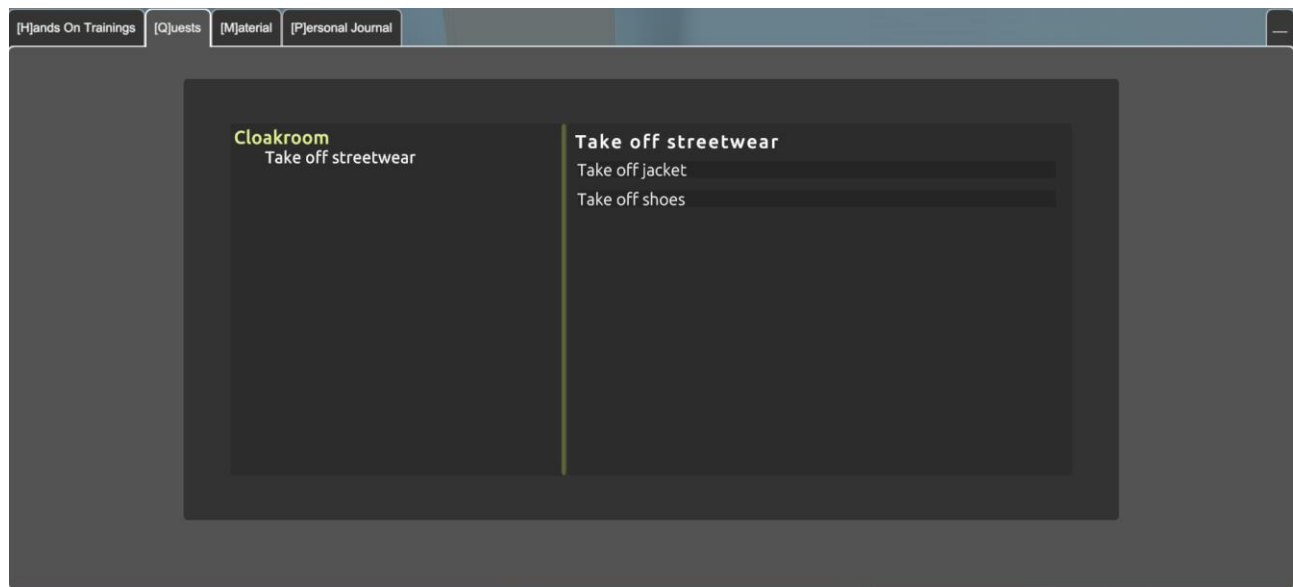 [H]ands On Trainings [Q]uests [M]aterial [P]ersonal Journal
Cloakroom
Take off streetwear
Take off streetwear
Take off jacket
Take off shoes